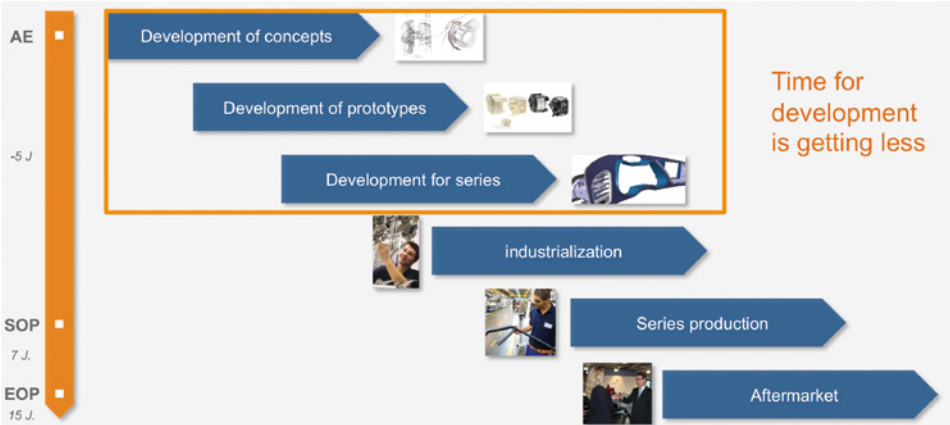 AE
Development of concepts
Development of prototypes
Time for
development
is getting less
-5 J
Development for series
industrialization
SOP
Series production
7 J.
EOP
Aftermarket
15 J.